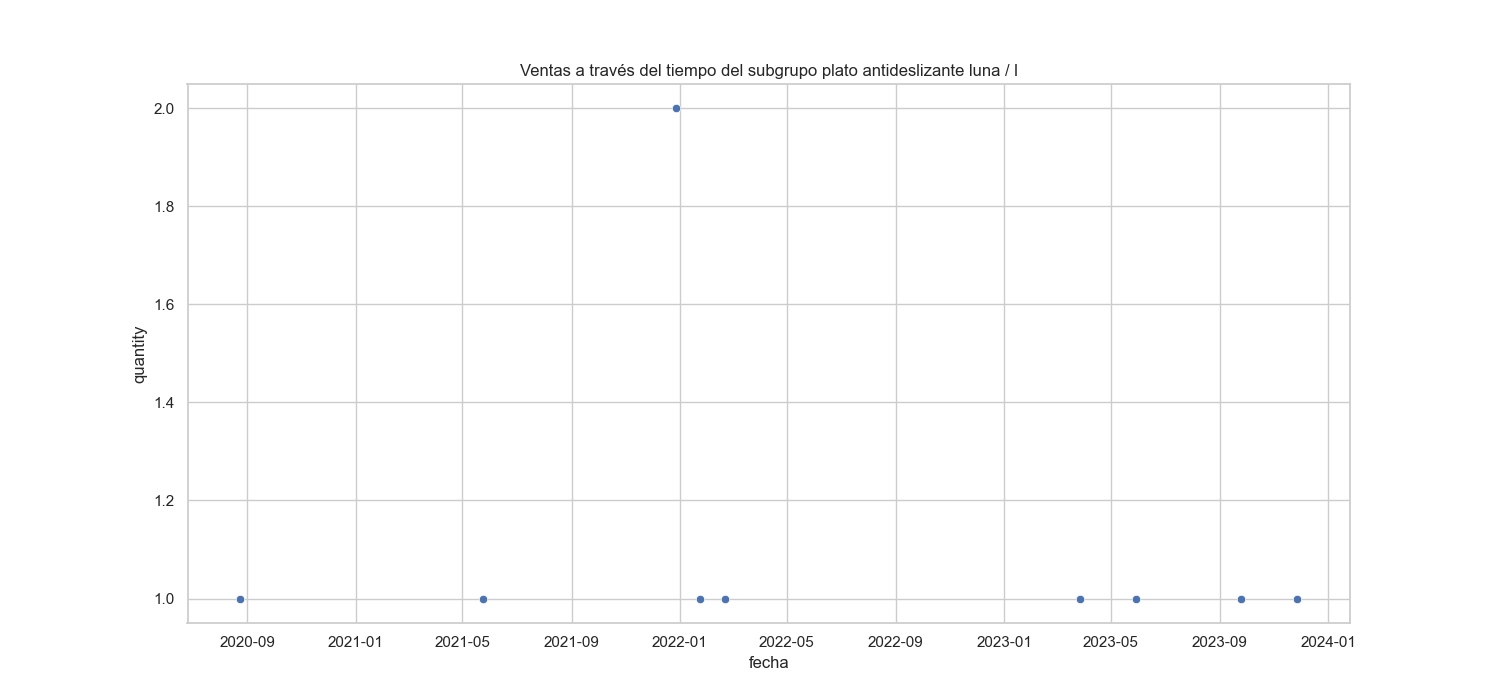 Ventas a través del tiempo del subgrupo plato antideslizante luna / l
2.0
1.8
1.6
1.4
1.2
1.0
quantity
2020-09 2021-01 2021-05 2021-09 2022-01 2022-05 2022-09 2023-01 2023-05 2023-09 2024-01
fecha